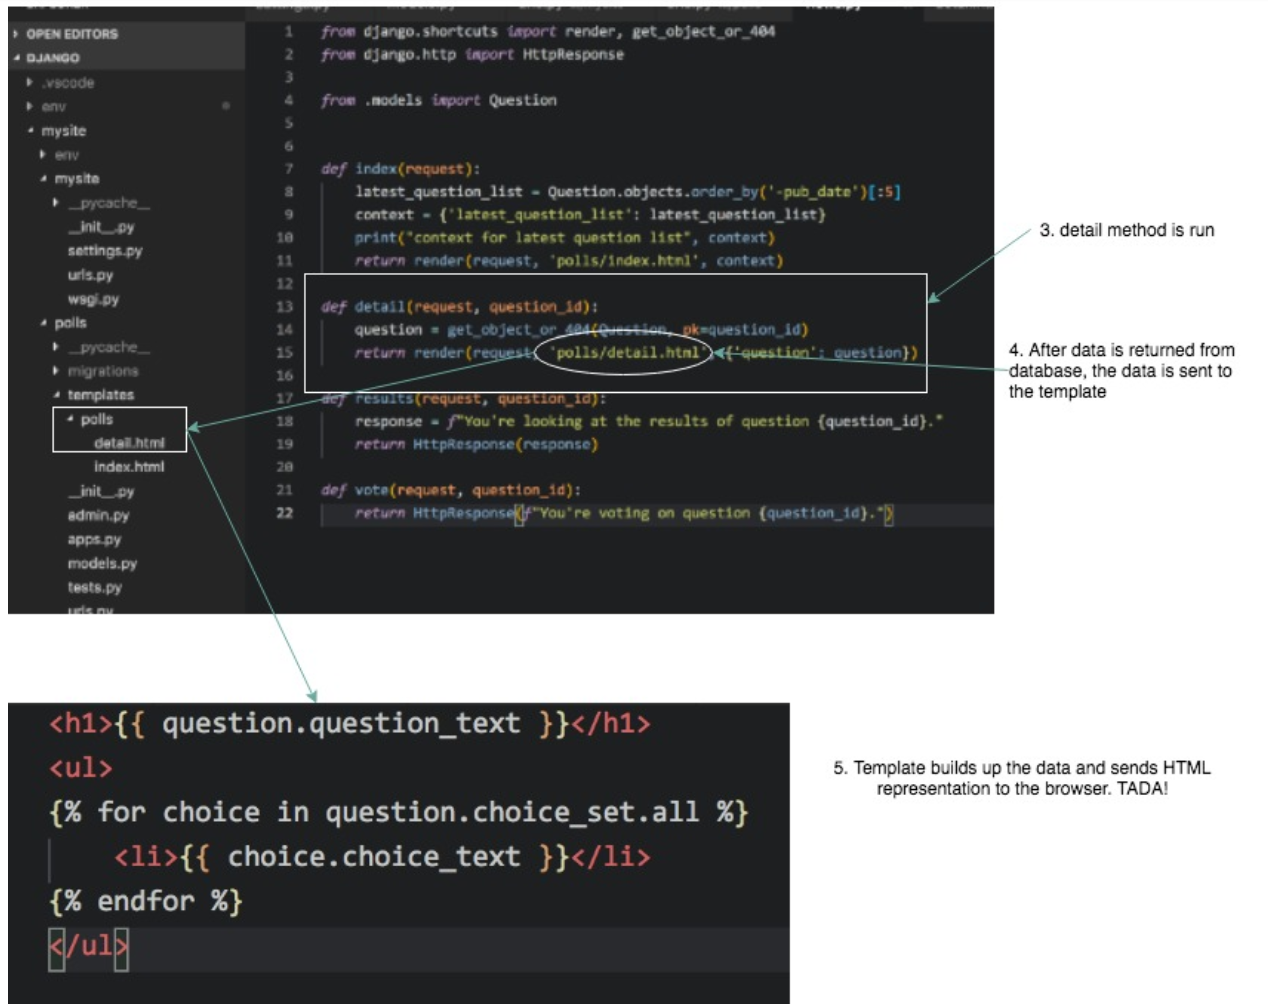 OPEN EDITORS
DJANGO
.vscode
env
mysite
env
mysite
__pycache__
__init__.py
settings.py
urls.py
wsgi.py
polls
__pycache__
migrations
templates
polls
detail.html
index.html
__init__.py
admin.py
apps.py
models.py
tests.py
urls.py
1 from django.shortcuts import render, get_object_or_404
2 from django.http import HttpResponse
3
4 from .models import Question
5
6
7 def index(request):
8 latest_question_list = Question.objects.order_by('-pub_date')[:5]
9 context = {'latest_question_list': latest_question_list}
10 print("context for latest question list", context)
11 return render(request, 'polls/index.html', context)
12
13 def detail(request, question_id):
14 question = get_object_or_404(Question, pk=question_id)
15 return render(request, 'polls/detail.html', {'question': question})
16
17 def results(request, question_id):
18 response = f"You're looking at the results of question {question_id}."
19 return HttpResponse(response)
20
21 def vote(request, question_id):
22 return HttpResponse(f"You're voting on question {question_id}.")
3. detail method is run
4. After data is returned from
database, the data is sent to
the template
<h1>{{ question.question_text }}</h1>
<ul>
{% for choice in question.choice_set.all %}
<li>{{ choice.choice_text }}</li>
{% endfor %}
</ul>
5. Template builds up the data and sends HTML
representation to the browser. TADA!